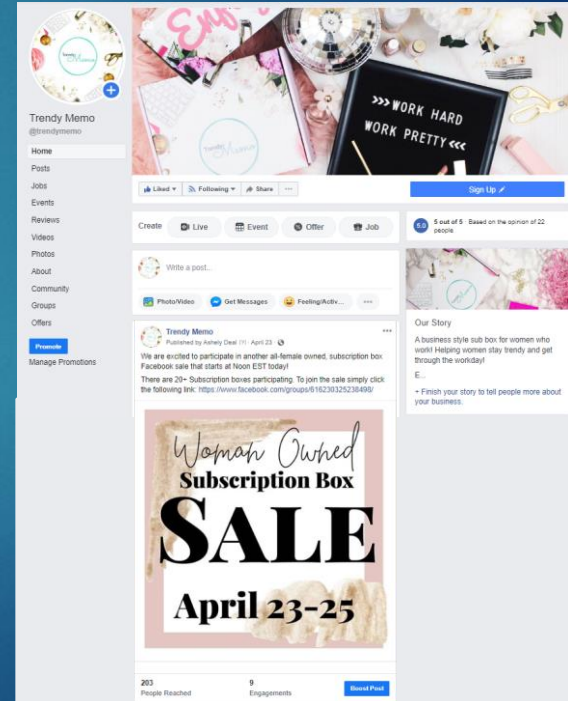 Trendy
Memo
Trendy Memo
@trendymemo
Home
Posts
Jobs
Events
Reviews
Videos
Photos
About
Community
Groups
Offers
Promote
Manage Promotions
Trendy
Memo
>>> WORK HARD
WORK PRETTY <<<
Liked
Following
Share
Sign Up
Create
Live
Event
Offer
Job
Write a post...
Photo/Video
Get Messages
Feeling/Activ...
Trendy Memo
Published by Ashely Deal [?] · April 23 ·
We are excited to participate in another all-female owned, subscription box
Facebook sale that starts at Noon EST today!
There are 20+ Subscription boxes participating. To join the sale simply click
the following link: https://www.facebook.com/groups/616230325238498/
Woman Owned
Subscription Box
SALE
April 23-25
203
People Reached
9
Engagements
Boost Post
5.0
5 out of 5 · Based on the opinion of 22
people
Our Story
A business style sub box for women who
work! Helping women stay trendy and get
through the workday!
E...
+ Finish your story to tell people more about
your business.